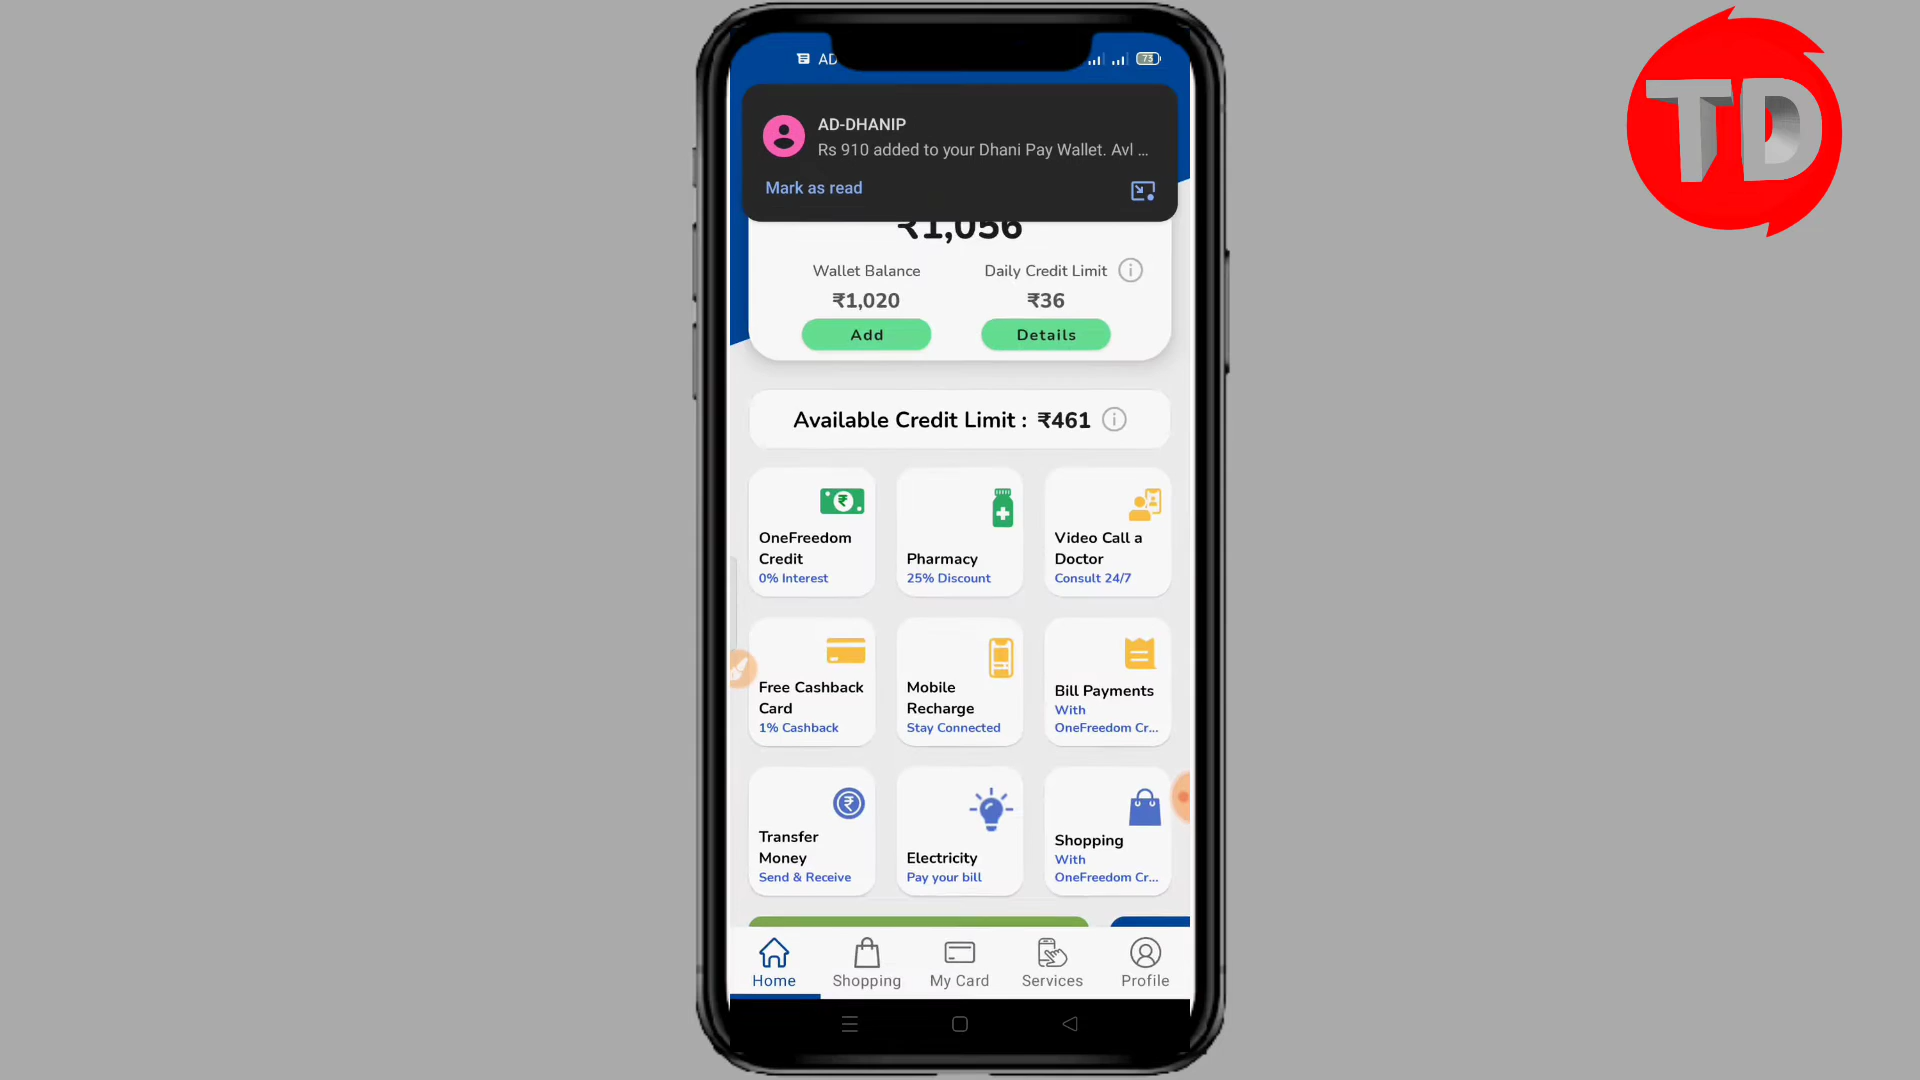 AD
73
AD-DHANIP
Rs 910 added to your Dhani Pay Wallet. Avl ...
Mark as read
₹1,056
Wallet Balance
Daily Credit Limit
₹1,020
₹36
Add
Details
Available Credit Limit : ₹461
OneFreedom
Credit
0% Interest
Pharmacy
25% Discount
Video Call a
Doctor
Consult 24/7
Free Cashback
Card
1% Cashback
Mobile
Recharge
Stay Connected
Bill Payments
With
OneFreedom Cr...
Transfer
Money
Send & Receive
Electricity
Pay your bill
Shopping
With
OneFreedom Cr...
Home
Shopping
My Card
Services
Profile
TD